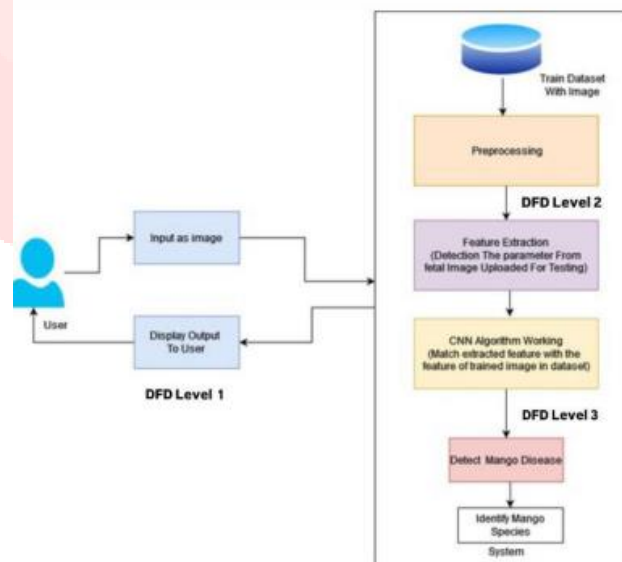 Train Dataset
With Image
Preprocessing
DFD Level 2
Input as image
Feature Extraction
(Detection The parameter From
fetal Image Uploaded For Testing)
User
Display Output
To User
DFD Level 1
CNN Algorithm Working
(Match extracted feature with the
feature of trained image in dataset)
DFD Level 3
Detect Mango Disease
Identify Mango
Species
System